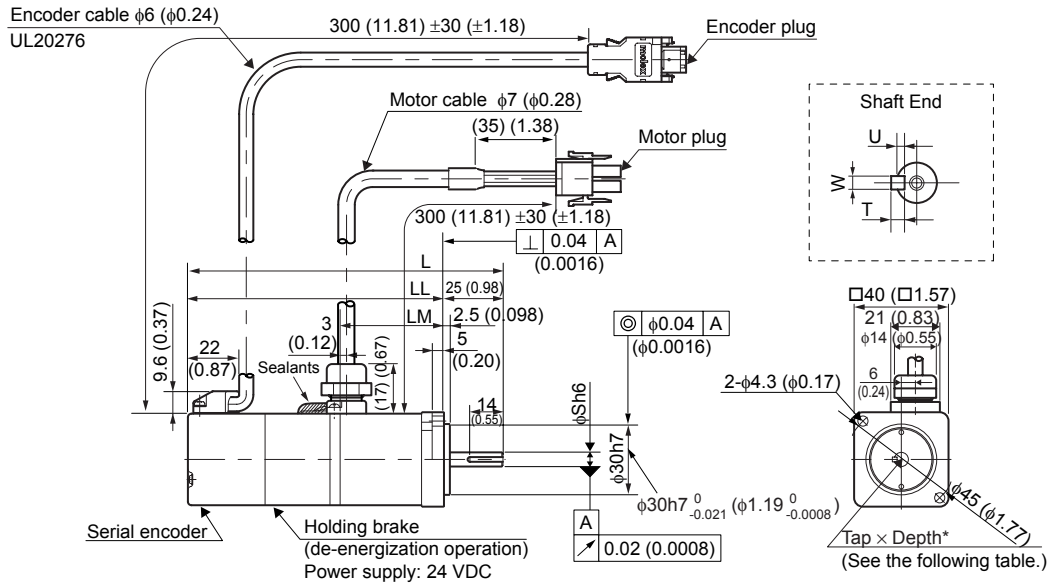 Encoder cable ϕ6 (ϕ0.24)
UL20276
300 (11.81) ±30 (±1.18)
molex
Encoder plug
Motor cable ϕ7 (ϕ0.28)
(35) (1.38)
Motor plug
300 (11.81) ±30 (±1.18)
⊥ 0.04 A
(0.0016)
Shaft End
U
W
T
L
LL
25 (0.98)
LM
2.5 (0.098)
3
(0.12)
5
(0.20)
9.6 (0.37)
22
(0.87)
Sealants
(17) (0.67)
14
(0.55)
◎ ϕ0.04 A
(ϕ0.0016)
ϕSh6
ϕ30h7
ϕ30h7 0 -0.021 (ϕ1.19 0 -0.0008)
A
↗ 0.02 (0.0008)
Serial encoder
Holding brake
(de-energization operation)
Power supply: 24 VDC
□40 (□1.57)
21 (0.83)
ϕ14 (ϕ0.55)
6
(0.24)
2-ϕ4.3 (ϕ0.17)
ϕ45 (ϕ1.77)
Tap × Depth*
(See the following table.)